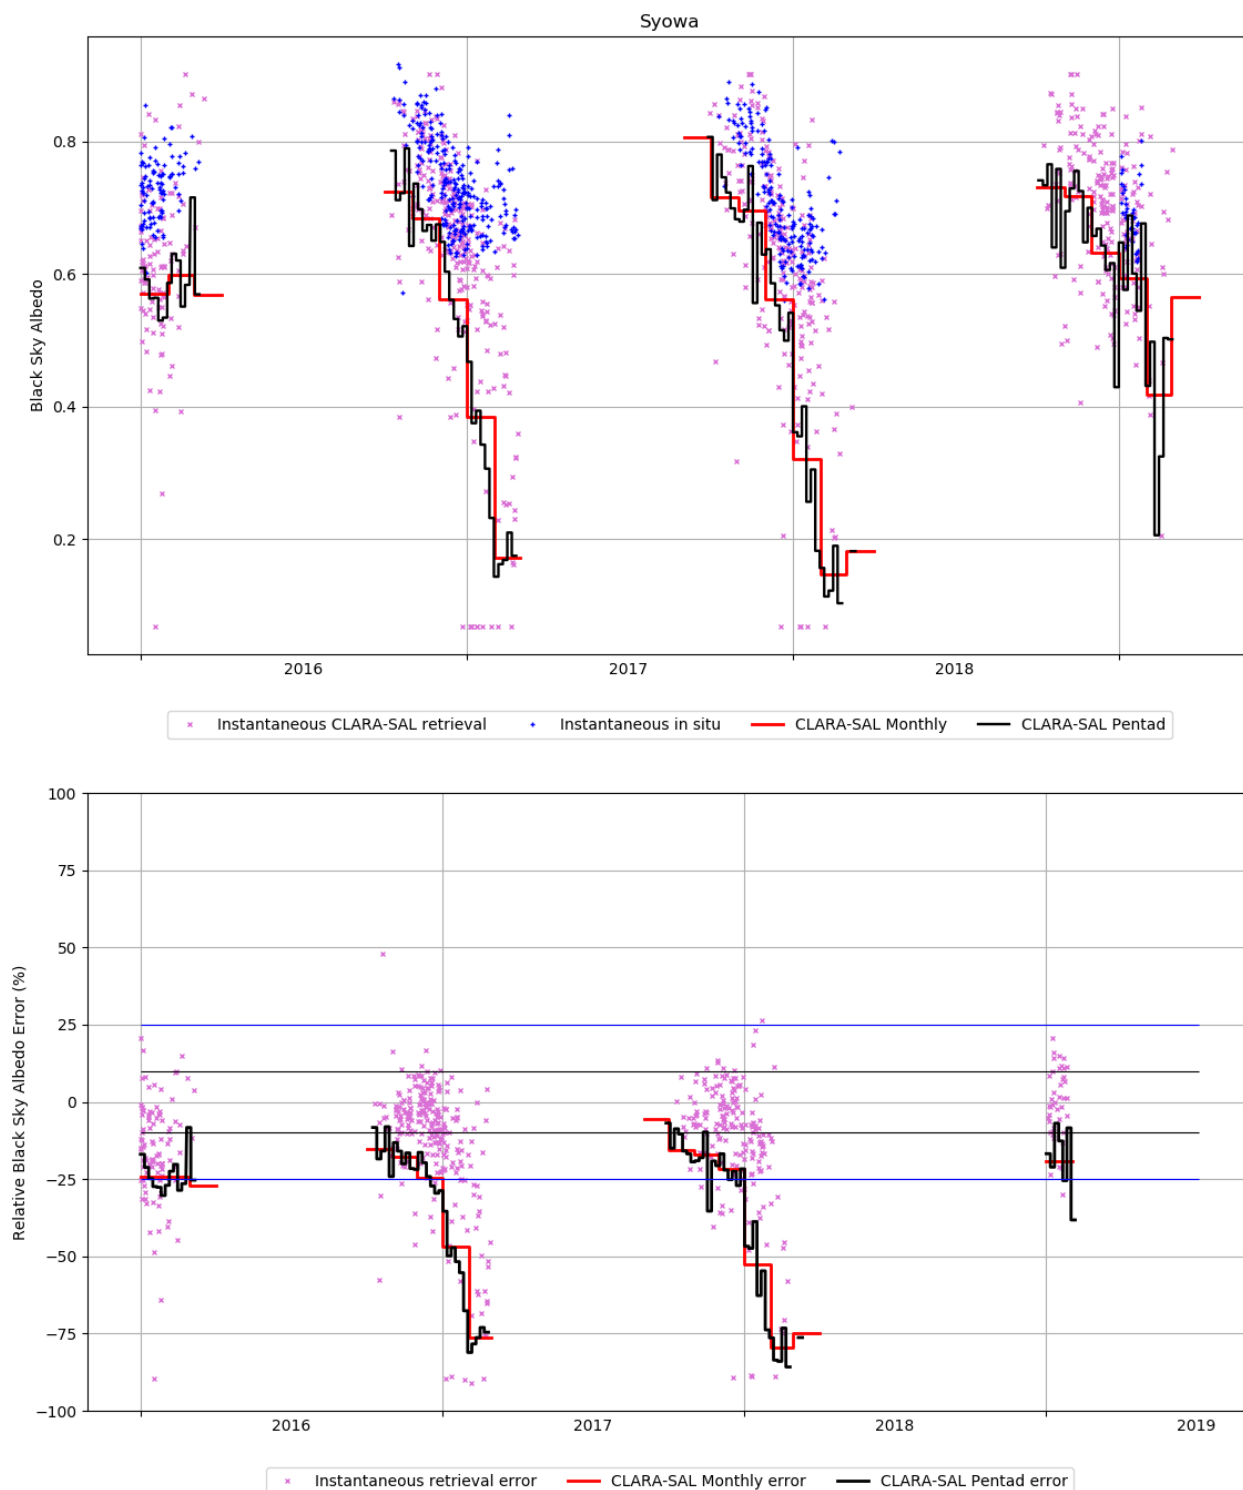 Syowa
Black Sky Albedo
0.8
0.6
0.4
0.2
2016 2017 2018
Instantaneous CLARA-SAL retrieval Instantaneous in situ CLARA-SAL Monthly CLARA-SAL Pentad
Relative Black Sky Albedo Error (%)
100
75
50
25
0
−25
−50
−75
−100
2016 2017 2018 2019
Instantaneous retrieval error CLARA-SAL Monthly error CLARA-SAL Pentad error